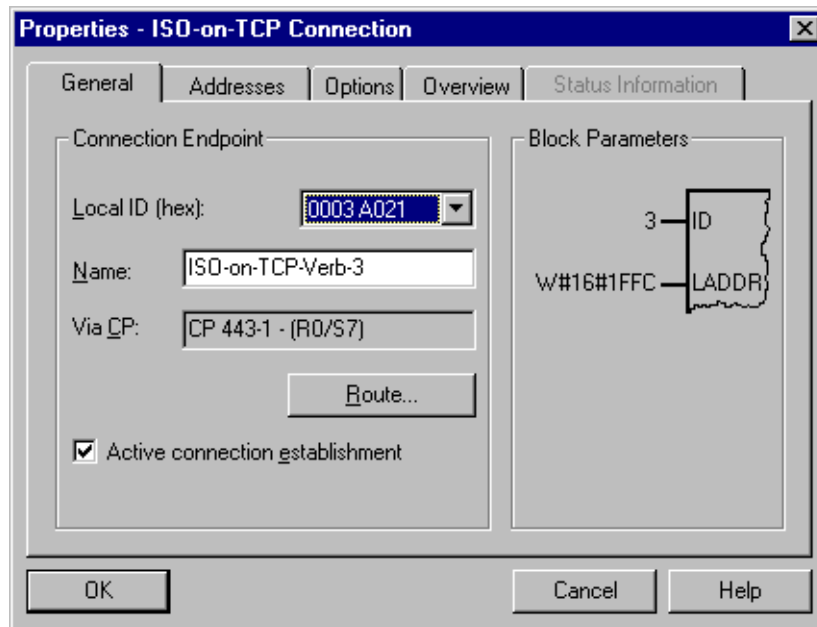 Properties - ISO-on-TCP Connection
General Addresses Options Overview Status Information
Connection Endpoint
Local ID (hex): 0003 A021
Name: ISO-on-TCP-Verb-3
Via CP: CP 443-1 - (R0/S7)
Route...
Active connection establishment
Block Parameters
3 ID
W#16#1FFC LADDR
OK Cancel Help